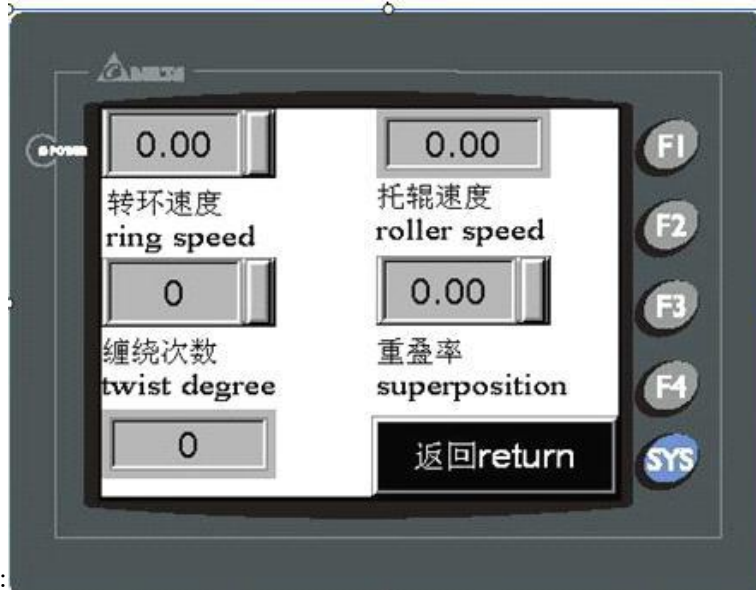 DELTA
POWER
0.00
0.00
F1
转环速度
托辊速度
ring speed
roller speed
F2
0
0.00
F3
缠绕次数
重叠率
twist degree
superposition
F4
0
返回return
SYS
: